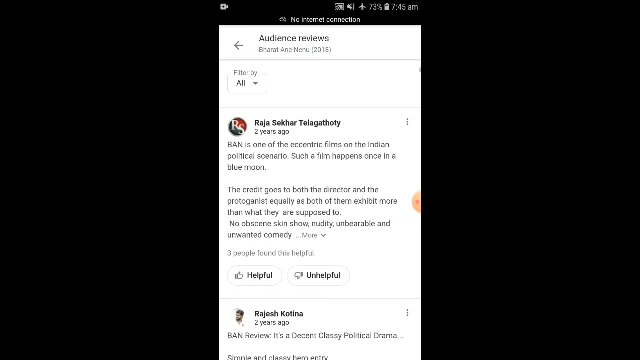 73% 7:45 am
No internet connection
Audience reviews
Bharat Ane Nenu (2018)
Filter by
All
Raja Sekhar Telagathoty
2 years ago
BAN is one of the eccentric films on the Indian
political scenario. Such a film happens once in a
blue moon.
The credit goes to both the director and the
protoganist equally as both of them exhibit more
than what they are supposed to.
No obscene skin show, nudity, unbearable and
unwanted comedy ...More
3 people found this helpful.
Helpful Unhelpful
Rajesh Kotina
2 years ago
BAN Review: It's a Decent Classy Political Drama...
Simple and classy hero entry